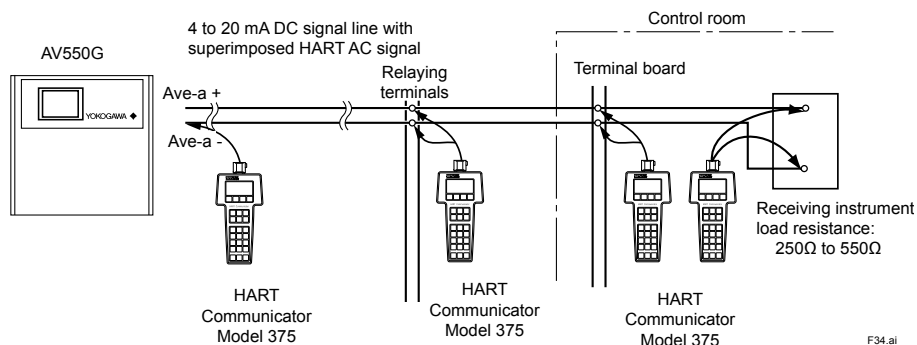 4 to 20 mA DC signal line with
superimposed HART AC signal
Control room
AV550G
Relaying
terminals
Terminal board
Ave-a +
YOKOGAWA
Ave-a -
Receiving instrument
load resistance:
250Ω to 550Ω
HART
Communicator
Model 375
HART
Communicator
Model 375
HART
Communicator
Model 375
F34.ai